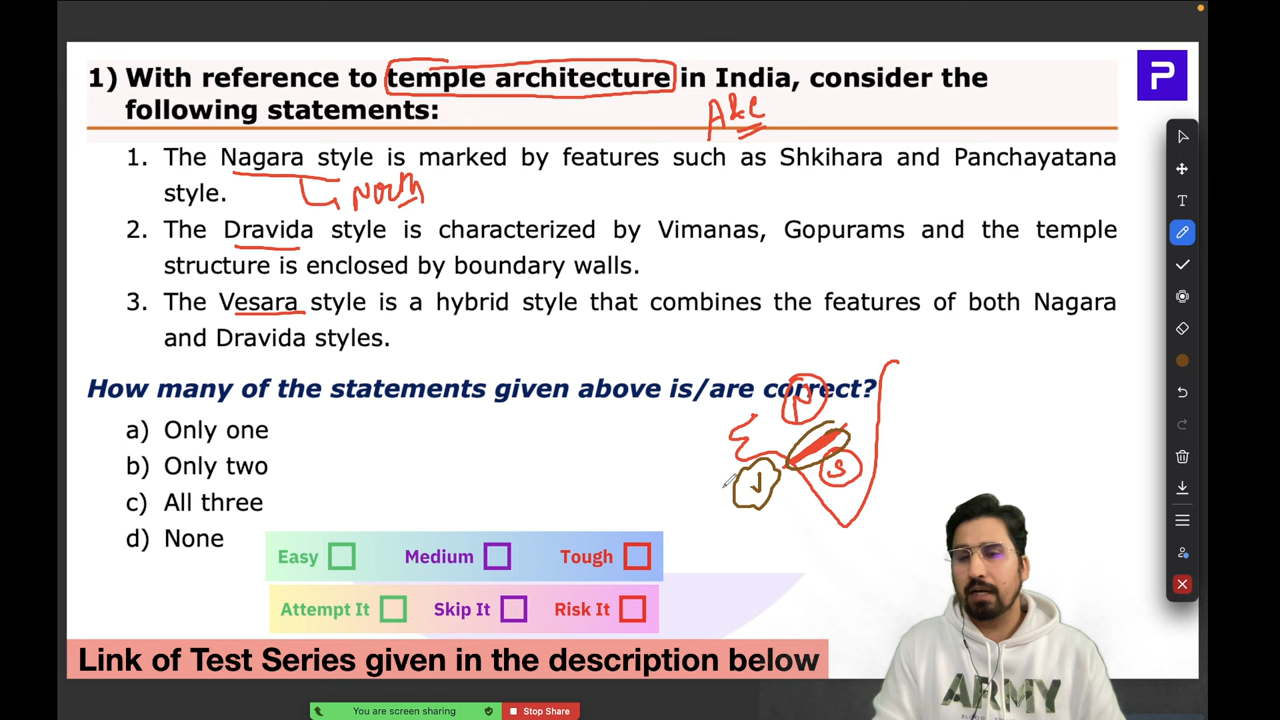 1) With reference to temple architecture in India, consider the
following statements:
A&C
1. The Nagara style is marked by features such as Shkihara and Panchayatana
style.
North
2. The Dravida style is characterized by Vimanas, Gopurams and the temple
structure is enclosed by boundary walls.
3. The Vesara style is a hybrid style that combines the features of both Nagara
and Dravida styles.
How many of the statements given above is/are correct?
a) Only one
b) Only two
c) All three
d) None
N
S
V
Easy Medium Tough
Attempt It Skip It Risk It
Link of Test Series given in the description below
ARMY
You are screen sharing Stop Share
P
T